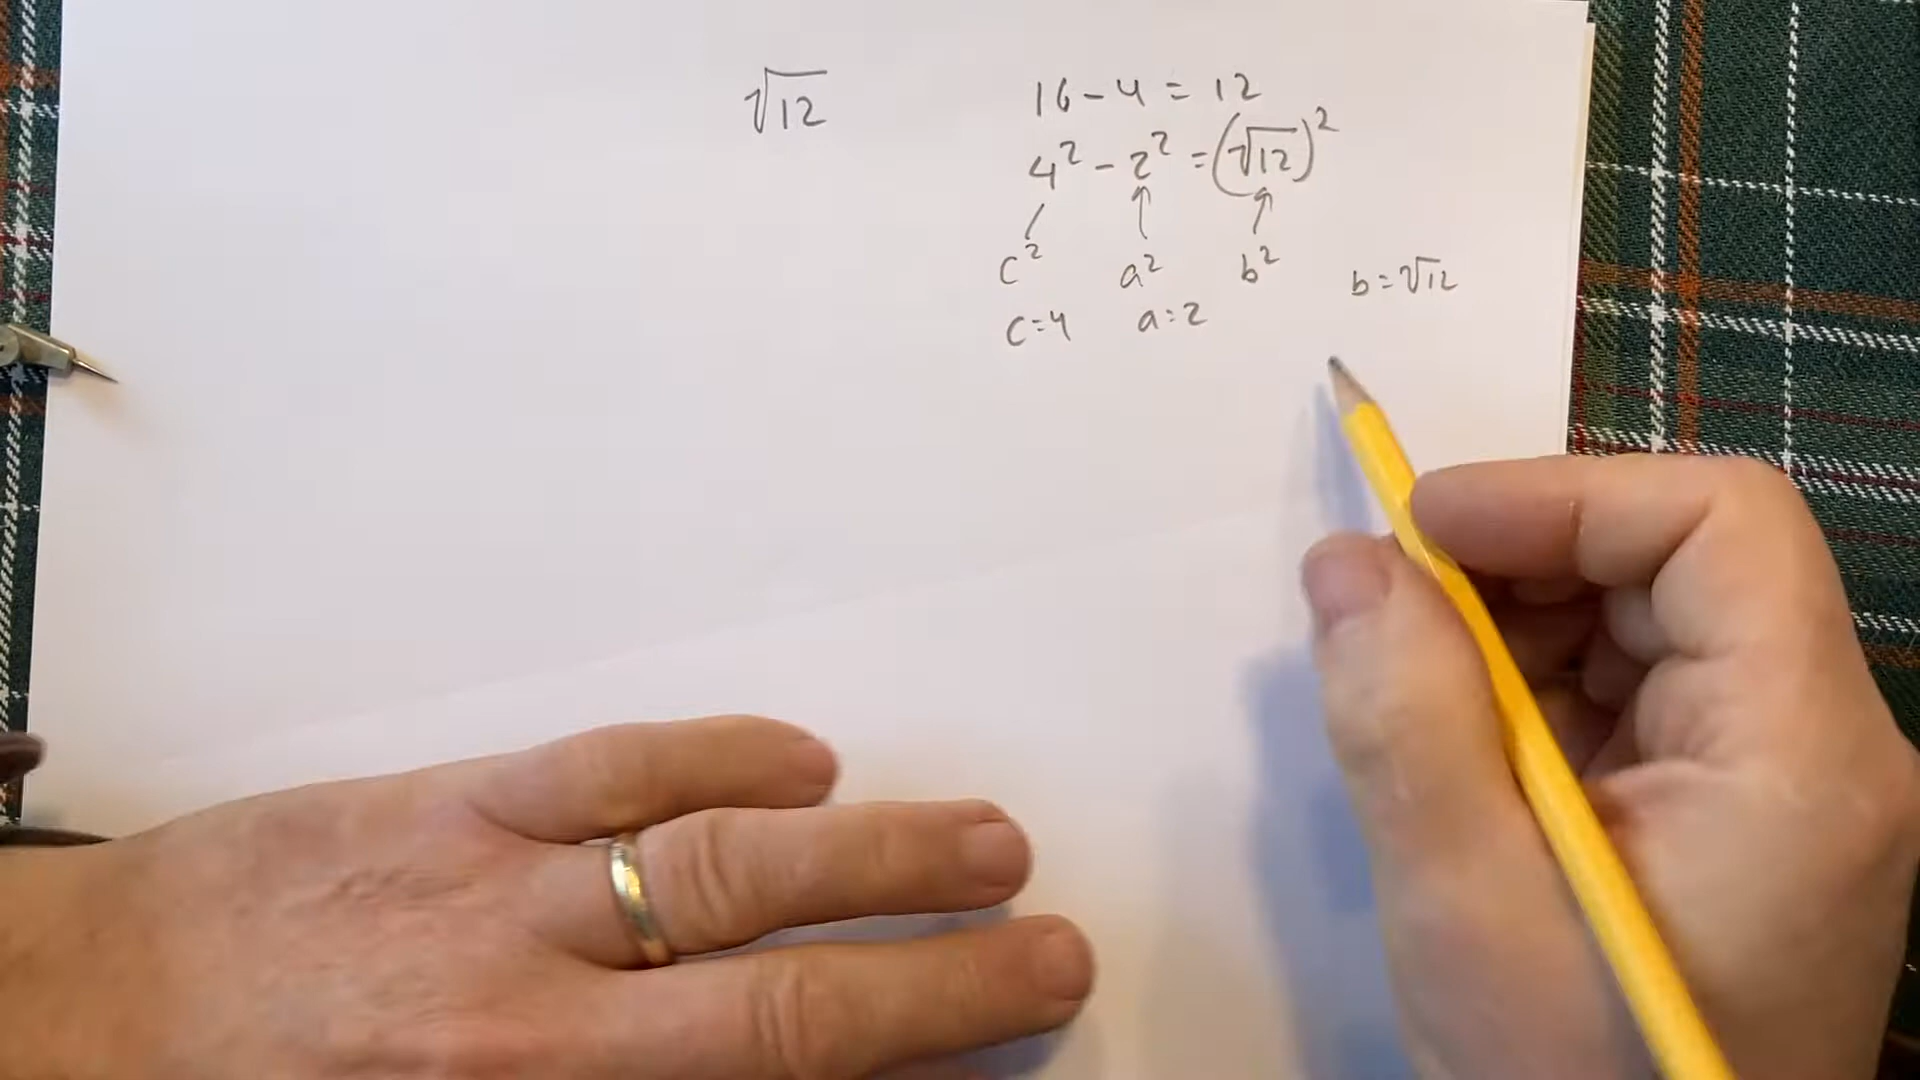 √12
16 - 4 = 12
4² - 2² = (√12)²
c² a² b² b = √12
c = 4 a = 2